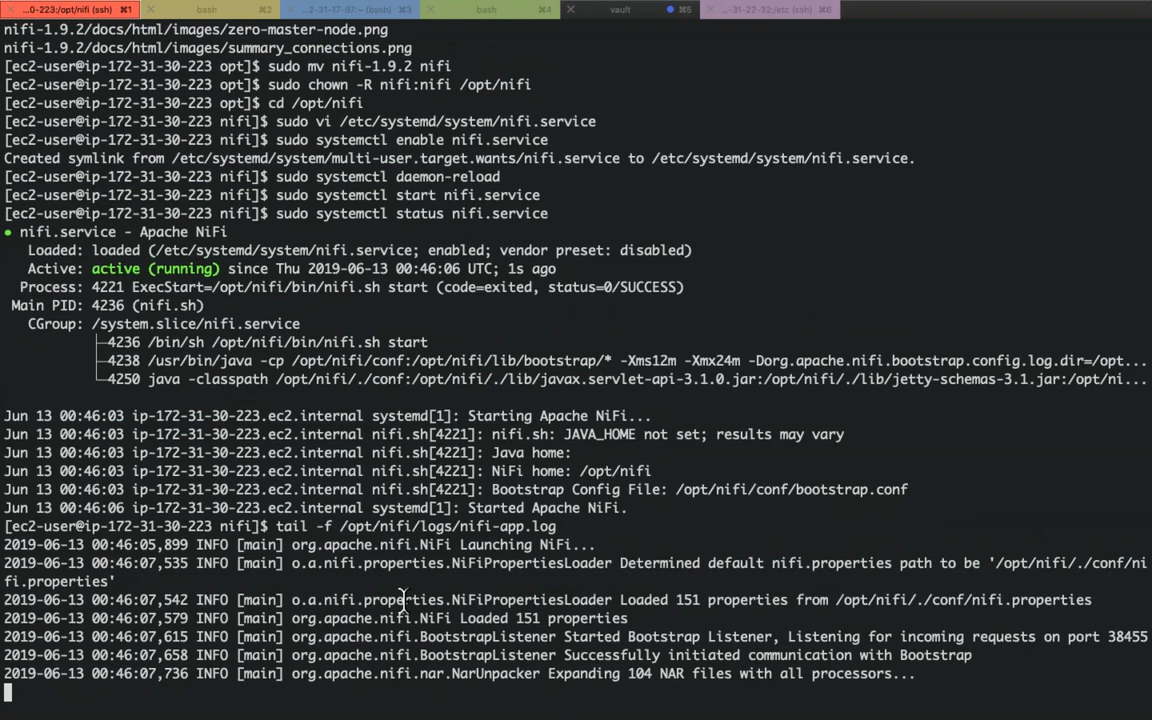 ...0-223:/opt/nifi (ssh) ⌘1 bash ⌘2 ...2-31-17-97:~ (bssh) ⌘3 bash ⌘4 vault ⌘5 ...-31-22-32:/etc (ssh) ⌘6
nifi-1.9.2/docs/html/images/zero-master-node.png
nifi-1.9.2/docs/html/images/summary_connections.png
[ec2-user@ip-172-31-30-223 opt]$ sudo mv nifi-1.9.2 nifi
[ec2-user@ip-172-31-30-223 opt]$ sudo chown -R nifi:nifi /opt/nifi
[ec2-user@ip-172-31-30-223 opt]$ cd /opt/nifi
[ec2-user@ip-172-31-30-223 nifi]$ sudo vi /etc/systemd/system/nifi.service
[ec2-user@ip-172-31-30-223 nifi]$ sudo systemctl enable nifi.service
Created symlink from /etc/systemd/system/multi-user.target.wants/nifi.service to /etc/systemd/system/nifi.service.
[ec2-user@ip-172-31-30-223 nifi]$ sudo systemctl daemon-reload
[ec2-user@ip-172-31-30-223 nifi]$ sudo systemctl start nifi.service
[ec2-user@ip-172-31-30-223 nifi]$ sudo systemctl status nifi.service
● nifi.service - Apache NiFi
Loaded: loaded (/etc/systemd/system/nifi.service; enabled; vendor preset: disabled)
Active: active (running) since Thu 2019-06-13 00:46:06 UTC; 1s ago
Process: 4221 ExecStart=/opt/nifi/bin/nifi.sh start (code=exited, status=0/SUCCESS)
Main PID: 4236 (nifi.sh)
CGroup: /system.slice/nifi.service
├─4236 /bin/sh /opt/nifi/bin/nifi.sh start
├─4238 /usr/bin/java -cp /opt/nifi/conf:/opt/nifi/lib/bootstrap/* -Xms12m -Xmx24m -Dorg.apache.nifi.bootstrap.config.log.dir=/opt...
└─4250 java -classpath /opt/nifi/./conf:/opt/nifi/./lib/javax.servlet-api-3.1.0.jar:/opt/nifi/./lib/jetty-schemas-3.1.jar:/opt/ni...
Jun 13 00:46:03 ip-172-31-30-223.ec2.internal systemd[1]: Starting Apache NiFi...
Jun 13 00:46:03 ip-172-31-30-223.ec2.internal nifi.sh[4221]: nifi.sh: JAVA_HOME not set; results may vary
Jun 13 00:46:03 ip-172-31-30-223.ec2.internal nifi.sh[4221]: Java home:
Jun 13 00:46:03 ip-172-31-30-223.ec2.internal nifi.sh[4221]: NiFi home: /opt/nifi
Jun 13 00:46:03 ip-172-31-30-223.ec2.internal nifi.sh[4221]: Bootstrap Config File: /opt/nifi/conf/bootstrap.conf
Jun 13 00:46:06 ip-172-31-30-223.ec2.internal systemd[1]: Started Apache NiFi.
[ec2-user@ip-172-31-30-223 nifi]$ tail -f /opt/nifi/logs/nifi-app.log
2019-06-13 00:46:05,899 INFO [main] org.apache.nifi.NiFi Launching NiFi...
2019-06-13 00:46:07,535 INFO [main] o.a.nifi.properties.NiFiPropertiesLoader Determined default nifi.properties path to be '/opt/nifi/./conf/ni
fi.properties'
2019-06-13 00:46:07,542 INFO [main] o.a.nifi.properties.NiFiPropertiesLoader Loaded 151 properties from /opt/nifi/./conf/nifi.properties
2019-06-13 00:46:07,579 INFO [main] org.apache.nifi.NiFi Loaded 151 properties
2019-06-13 00:46:07,615 INFO [main] org.apache.nifi.BootstrapListener Started Bootstrap Listener, Listening for incoming requests on port 38455
2019-06-13 00:46:07,658 INFO [main] org.apache.nifi.BootstrapListener Successfully initiated communication with Bootstrap
2019-06-13 00:46:07,736 INFO [main] org.apache.nifi.nar.NarUnpacker Expanding 104 NAR files with all processors...